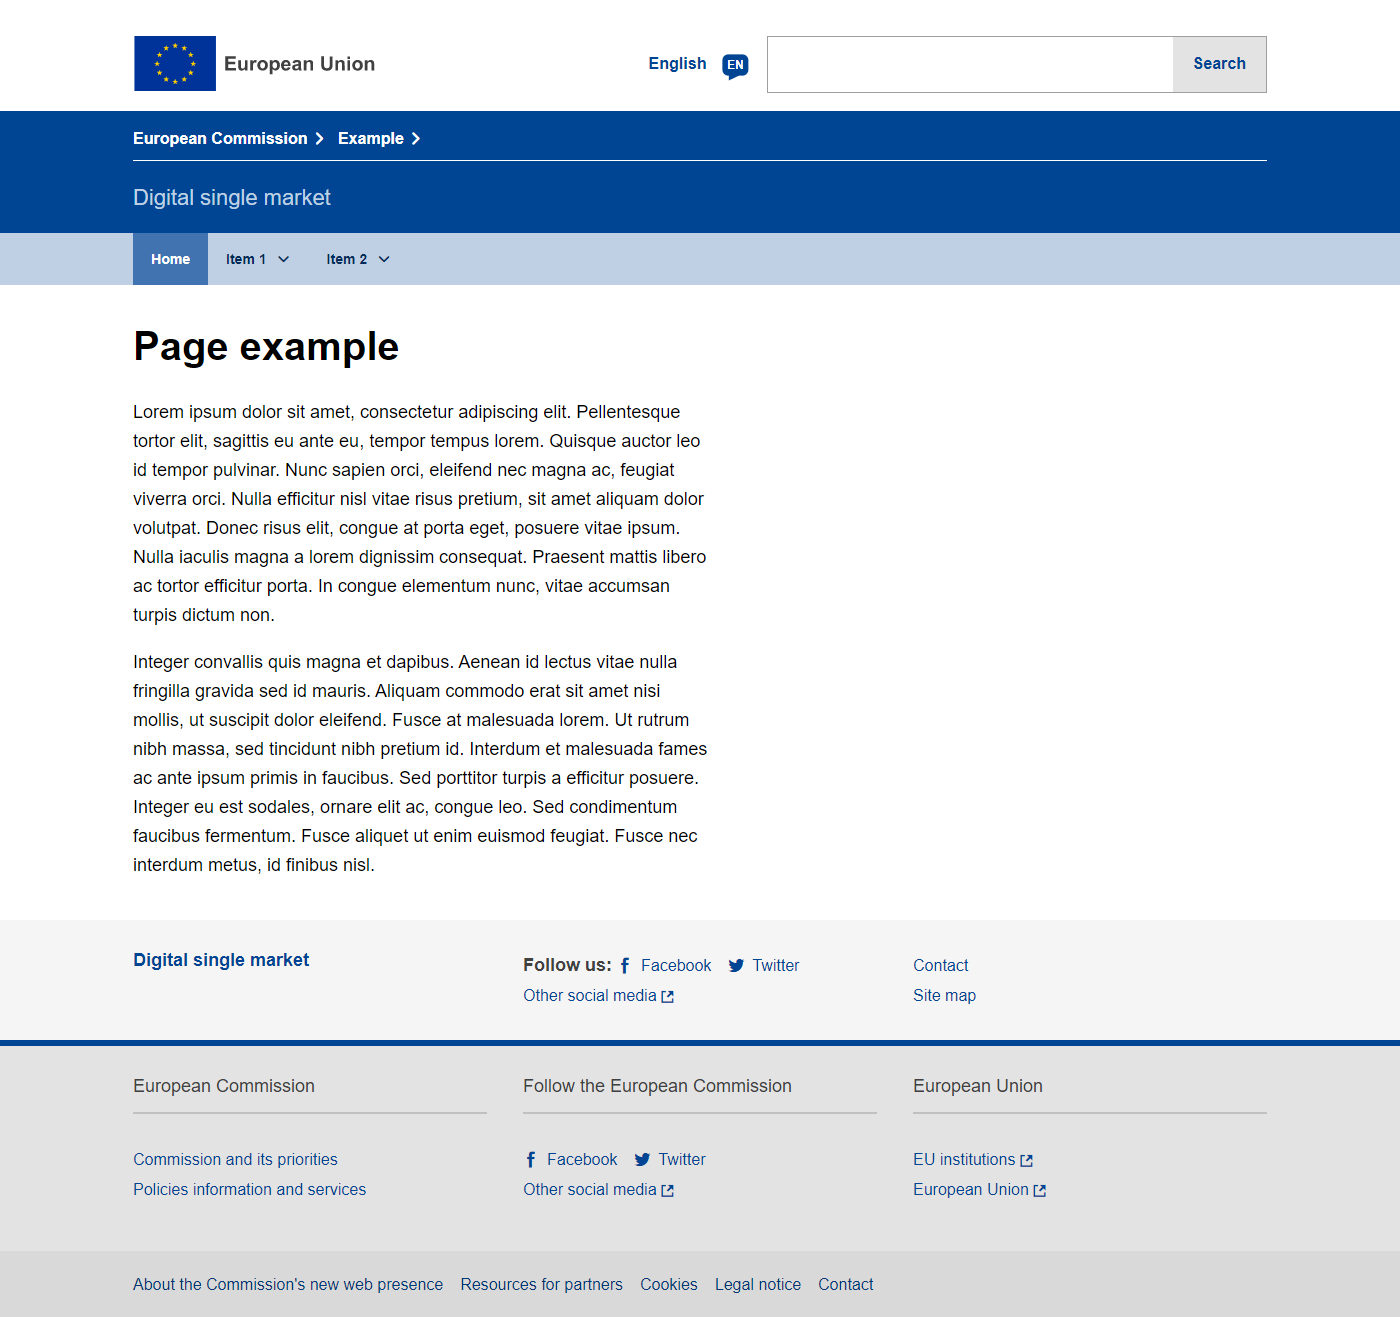 European Union
English EN Search
European Commission Example
Digital single market
Home Item 1 Item 2
Page example
Lorem ipsum dolor sit amet, consectetur adipiscing elit. Pellentesque
tortor elit, sagittis eu ante eu, tempor tempus lorem. Quisque auctor leo
id tempor pulvinar. Nunc sapien orci, eleifend nec magna ac, feugiat
viverra orci. Nulla efficitur nisl vitae risus pretium, sit amet aliquam dolor
volutpat. Donec risus elit, congue at porta eget, posuere vitae ipsum.
Nulla iaculis magna a lorem dignissim consequat. Praesent mattis libero
ac tortor efficitur porta. In congue elementum nunc, vitae accumsan
turpis dictum non.
Integer convallis quis magna et dapibus. Aenean id lectus vitae nulla
fringilla gravida sed id mauris. Aliquam commodo erat sit amet nisi
mollis, ut suscipit dolor eleifend. Fusce at malesuada lorem. Ut rutrum
nibh massa, sed tincidunt nibh pretium id. Interdum et malesuada fames
ac ante ipsum primis in faucibus. Sed porttitor turpis a efficitur posuere.
Integer eu est sodales, ornare elit ac, congue leo. Sed condimentum
faucibus fermentum. Fusce aliquet ut enim euismod feugiat. Fusce nec
interdum metus, id finibus nisl.
Digital single market
Follow us: Facebook Twitter
Other social media
Contact
Site map
European Commission
Commission and its priorities
Policies information and services
Follow the European Commission
Facebook Twitter
Other social media
European Union
EU institutions
European Union
About the Commission's new web presence Resources for partners Cookies Legal notice Contact